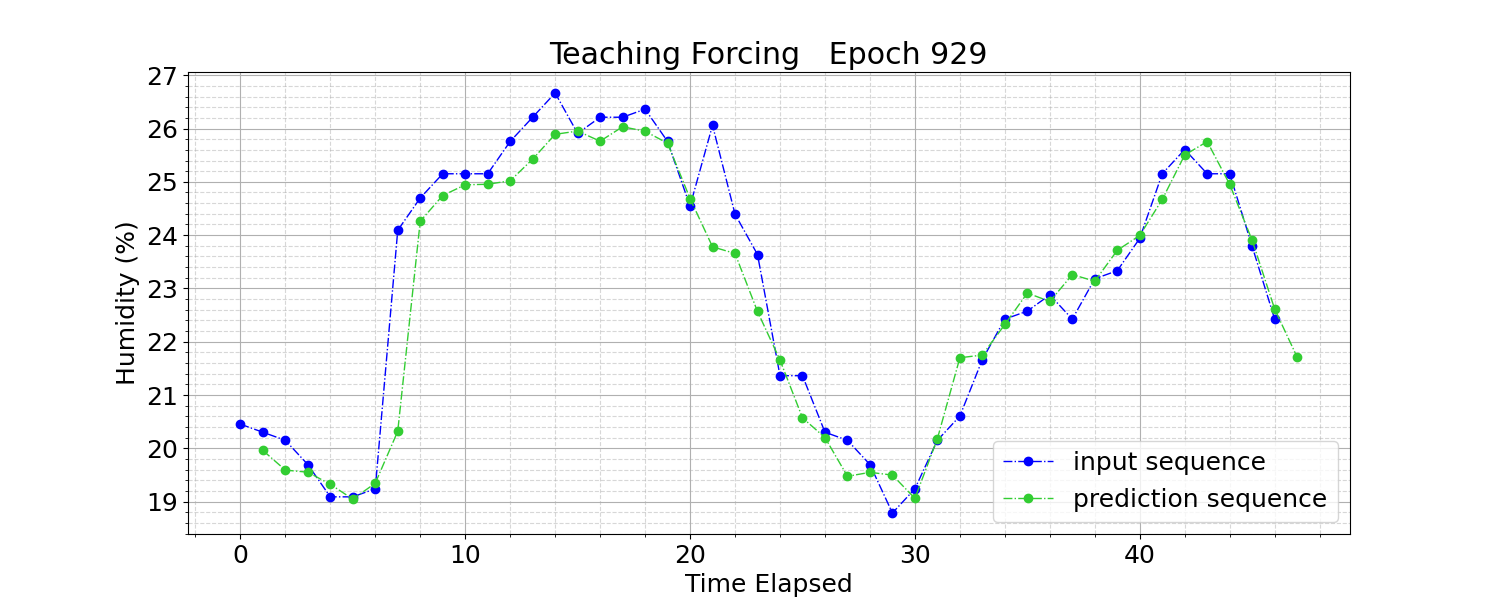 Teaching Forcing   Epoch 929
Humidity (%)
27
26
25
24
23
22
21
20
19
0 10 20 30 40
Time Elapsed
input sequence
prediction sequence